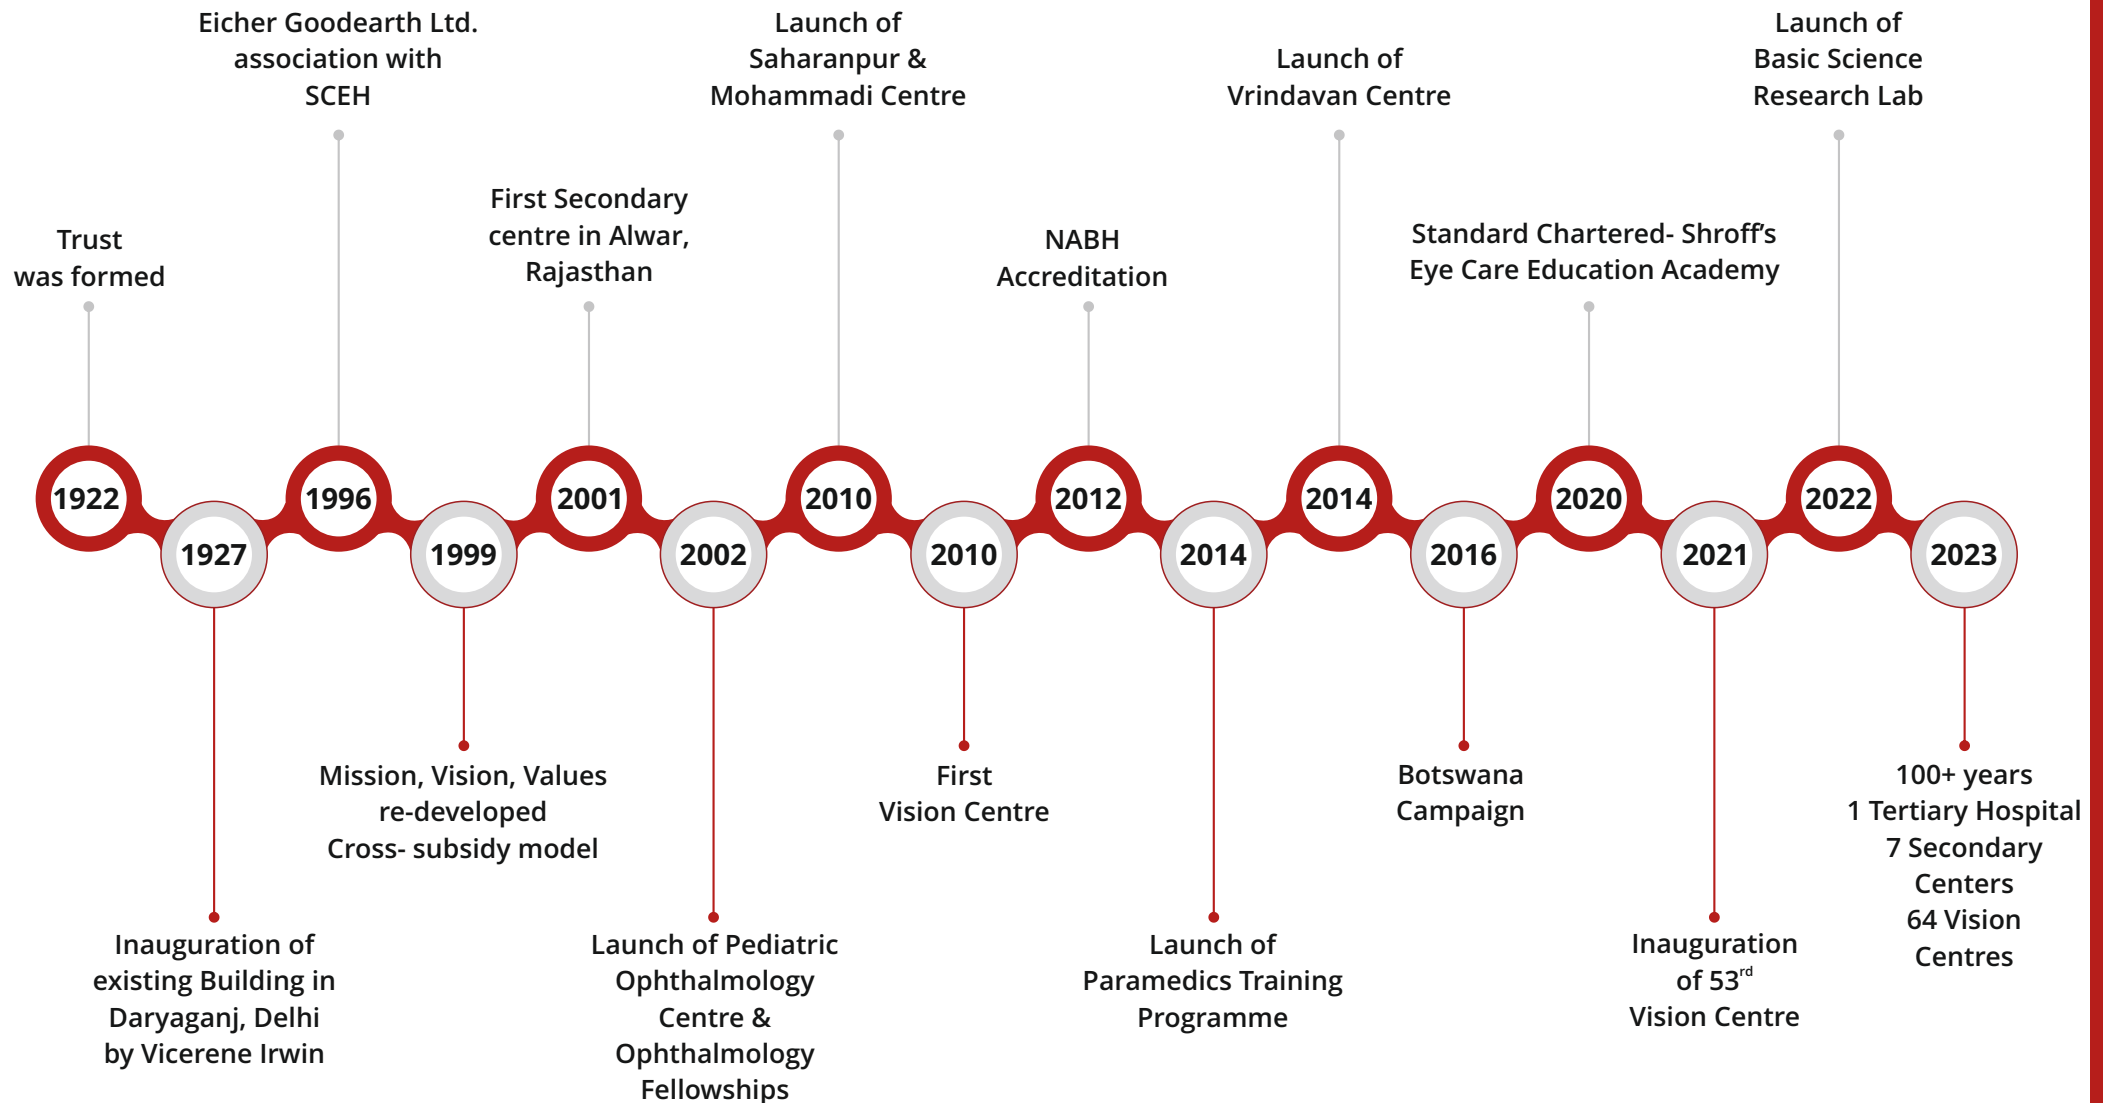 Trust
was formed
1922
1927
Inauguration of
existing Building in
Daryaganj, Delhi
by Vicerene Irwin
Eicher Goodearth Ltd.
association with
SCEH
1996
1999
Mission, Vision, Values
re-developed
Cross- subsidy model
First Secondary
centre in Alwar,
Rajasthan
2001
2002
Launch of Pediatric
Ophthalmology
Centre &
Ophthalmology
Fellowships
Launch of
Saharanpur &
Mohammadi Centre
2010
2010
First
Vision Centre
NABH
Accreditation
2012
2014
Launch of
Paramedics Training
Programme
Launch of
Vrindavan Centre
2014
2016
Botswana
Campaign
Standard Chartered- Shroff’s
Eye Care Education Academy
2020
2021
Inauguration
of 53rd
Vision Centre
Launch of
Basic Science
Research Lab
2022
2023
100+ years
1 Tertiary Hospital
7 Secondary
Centers
64 Vision
Centres